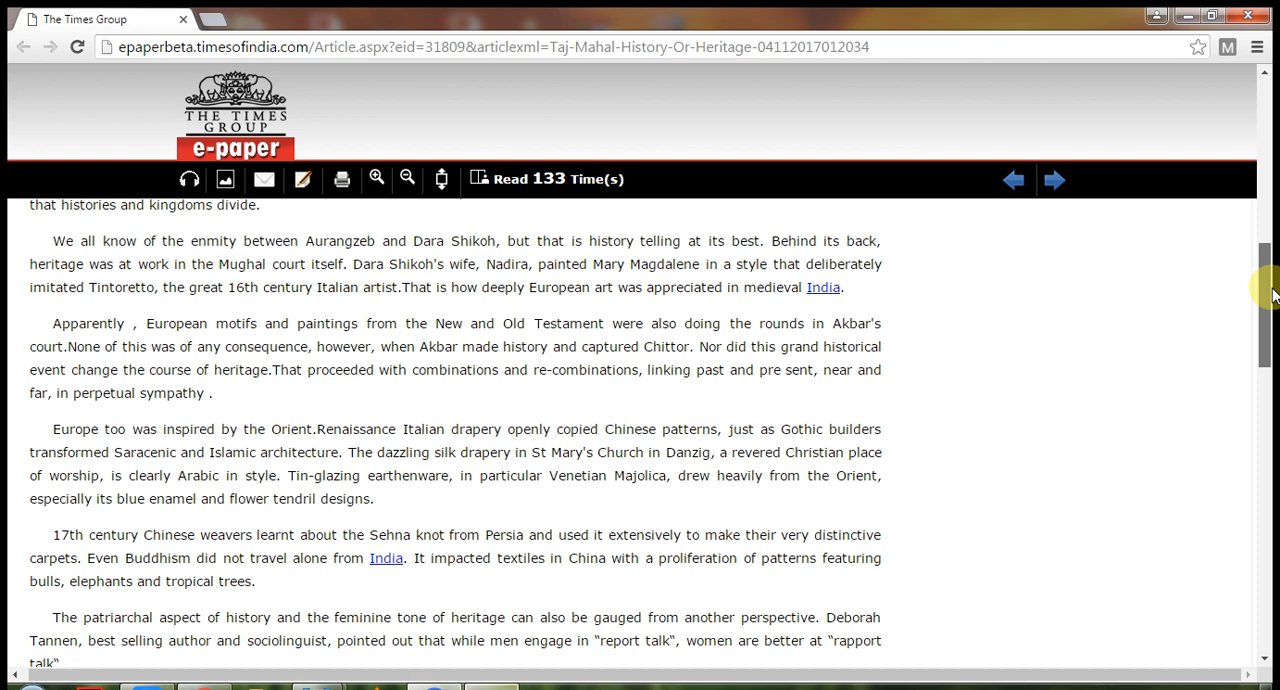 The Times Group
epaperbeta.timesofindia.com/Article.aspx?eid=31809&articlexml=Taj-Mahal-History-Or-Heritage-04112017012034
M
THE TIMES
GROUP
e-paper
Read 133 Time(s)
that histories and kingdoms divide.
We all know of the enmity between Aurangzeb and Dara Shikoh, but that is history telling at its best. Behind its back,
heritage was at work in the Mughal court itself. Dara Shikoh's wife, Nadira, painted Mary Magdalene in a style that deliberately
imitated Tintoretto, the great 16th century Italian artist.That is how deeply European art was appreciated in medieval India.
Apparently , European motifs and paintings from the New and Old Testament were also doing the rounds in Akbar's
court.None of this was of any consequence, however, when Akbar made history and captured Chittor. Nor did this grand historical
event change the course of heritage.That proceeded with combinations and re-combinations, linking past and pre sent, near and
far, in perpetual sympathy .
Europe too was inspired by the Orient.Renaissance Italian drapery openly copied Chinese patterns, just as Gothic builders
transformed Saracenic and Islamic architecture. The dazzling silk drapery in St Mary's Church in Danzig, a revered Christian place
of worship, is clearly Arabic in style. Tin-glazing earthenware, in particular Venetian Majolica, drew heavily from the Orient,
especially its blue enamel and flower tendril designs.
17th century Chinese weavers learnt about the Sehna knot from Persia and used it extensively to make their very distinctive
carpets. Even Buddhism did not travel alone from India. It impacted textiles in China with a proliferation of patterns featuring
bulls, elephants and tropical trees.
The patriarchal aspect of history and the feminine tone of heritage can also be gauged from another perspective. Deborah
Tannen, best selling author and sociolinguist, pointed out that while men engage in “report talk“, women are better at “rapport
talk“